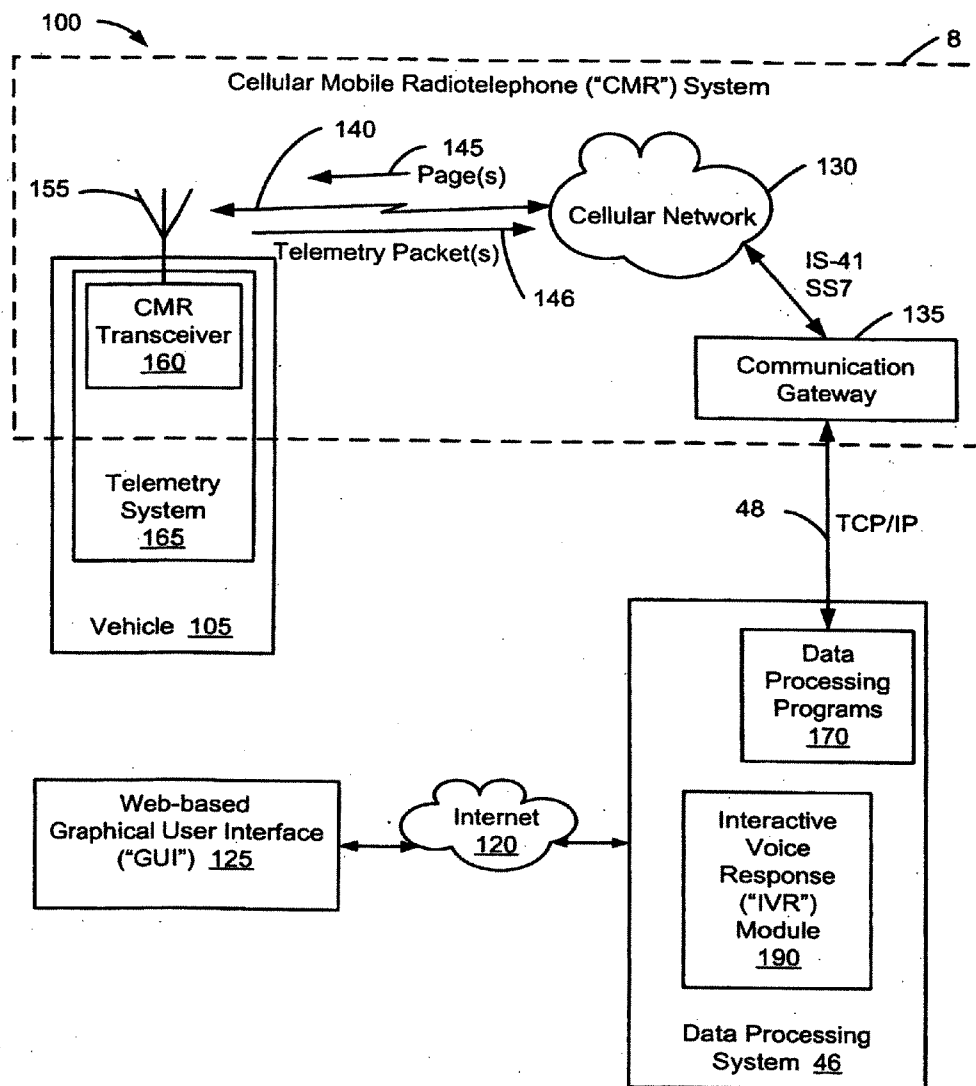 100
8
Cellular Mobile Radiotelephone ("CMR") System
140
145
Page(s)
155
130
Cellular Network
Telemetry Packet(s)
146
IS-41
SS7
135
CMR
Transceiver
160
Communication
Gateway
Telemetry
System
165
48
TCP/IP
Vehicle 105
Data
Processing
Programs
170
Web-based
Graphical User Interface
("GUI") 125
Internet
120
Interactive
Voice
Response
("IVR")
Module
190
Data Processing
System 46